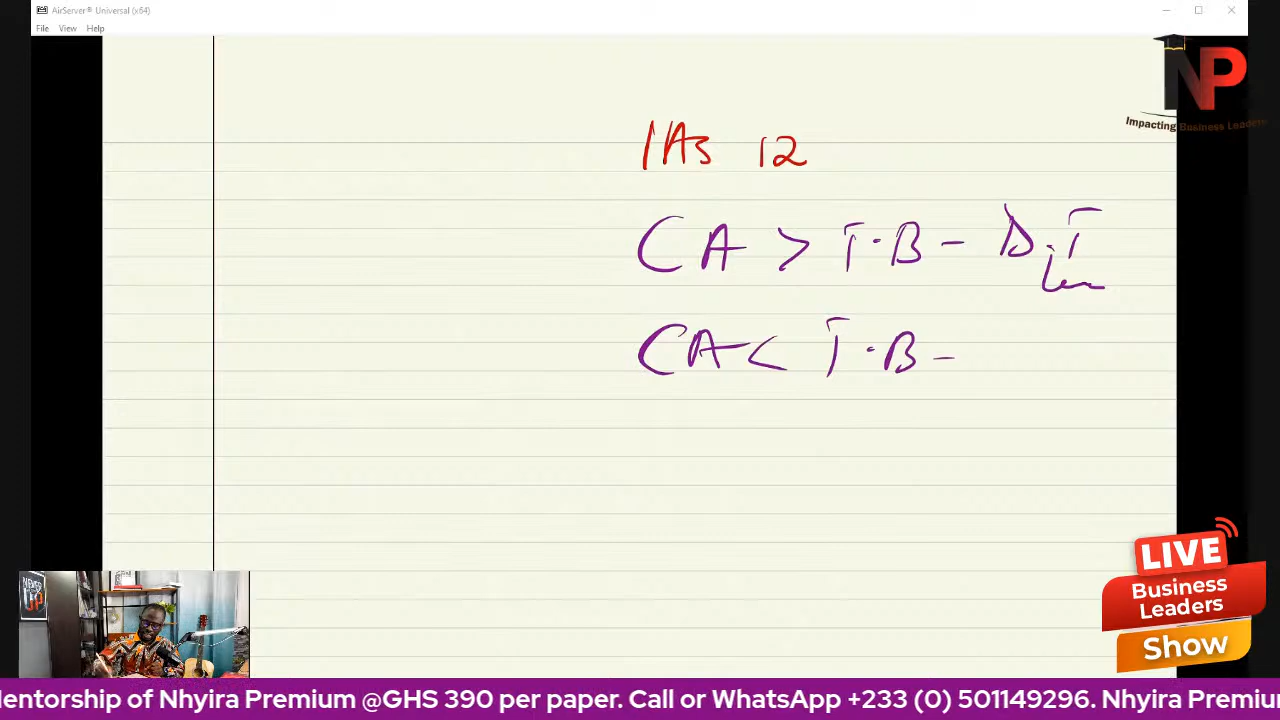 AirServer® Universal (x64)
File View Help
NP
Impacting Business Leaders
IAS 12
CA > T.B - D.T
CA < T.B -
LIVE
Business
Leaders
Show
Mentorship of Nhyira Premium @GHS 390 per paper. Call or WhatsApp +233 (0) 501149296. Nhyira Premiu